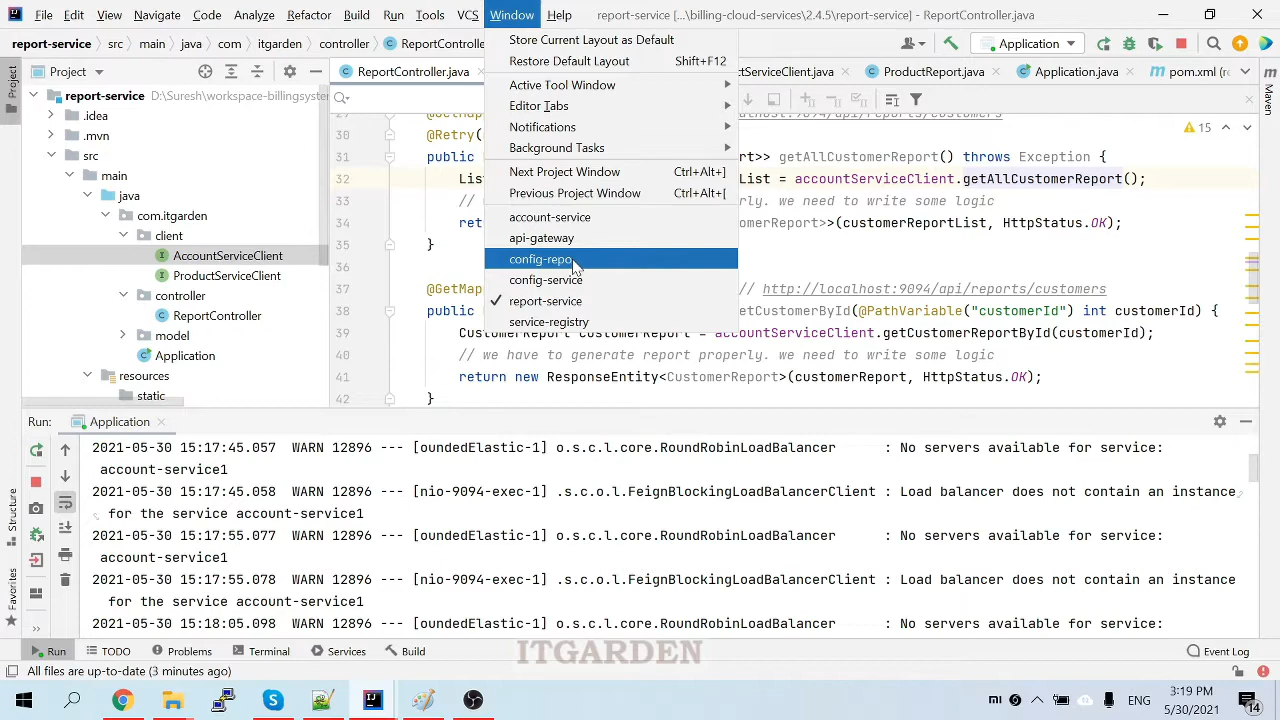 File Edit View Navigate Code Analyze Refactor Build Run Tools VCS Window Help report-service [...\billing-cloud-services\2.4.5\report-service] - ReportController.java
report-service src main java com itgarden controller ReportControlle Application
Project
ReportController.java tServiceClient.java ProductReport.java Application.java pom.xml (re
report-service D:\Suresh\workspace-billingsystem
.idea
.mvn
src
main
java
com.itgarden
client
AccountServiceClient
ProductServiceClient
controller
ReportController
model
Application
resources
static
Store Current Layout as Default
Restore Default Layout Shift+F12
Active Tool Window
Editor Tabs
Notifications
Background Tasks
Next Project Window Ctrl+Alt+]
Previous Project Window Ctrl+Alt+[
account-service
api-gateway
config-repo
config-service
report-service
service-registry
15
30 @Retry(
31 public rt>> getAllCustomerReport() throws Exception {
32 List List = accountServiceClient.getAllCustomerReport();
33 // rly. we need to write some logic
34 ret merReport>>(customerReportList, HttpStatus.OK);
35 }
36
37 @GetMap // http://localhost:9094/api/reports/customers
38 public getCustomerById(@PathVariable("customerId") int customerId) {
39 CustomerReport customerReport = accountServiceClient.getCustomerReportById(customerId);
40 // we have to generate report properly. we need to write some logic
41 return new ResponseEntity<CustomerReport>(customerReport, HttpStatus.OK);
42 }
Project
Structure
Favorites
Maven
Run: Application
2021-05-30 15:17:45.057 WARN 12896 --- [oundedElastic-1] o.s.c.l.core.RoundRobinLoadBalancer : No servers available for service:
account-service1
2021-05-30 15:17:45.058 WARN 12896 --- [nio-9094-exec-1] .s.c.o.l.FeignBlockingLoadBalancerClient : Load balancer does not contain an instance
for the service account-service1
2021-05-30 15:17:55.077 WARN 12896 --- [oundedElastic-1] o.s.c.l.core.RoundRobinLoadBalancer : No servers available for service:
account-service1
2021-05-30 15:17:55.078 WARN 12896 --- [nio-9094-exec-1] .s.c.o.l.FeignBlockingLoadBalancerClient : Load balancer does not contain an instance
for the service account-service1
2021-05-30 15:18:05.098 WARN 12896 --- [oundedElastic-1] o.s.c.l.core.RoundRobinLoadBalancer : No servers available for service:
Run TODO Problems Terminal Services Build Event Log
ITGARDEN
All files are up-to-date (3 minutes ago)
ENG
3:19 PM
5/30/2021
14